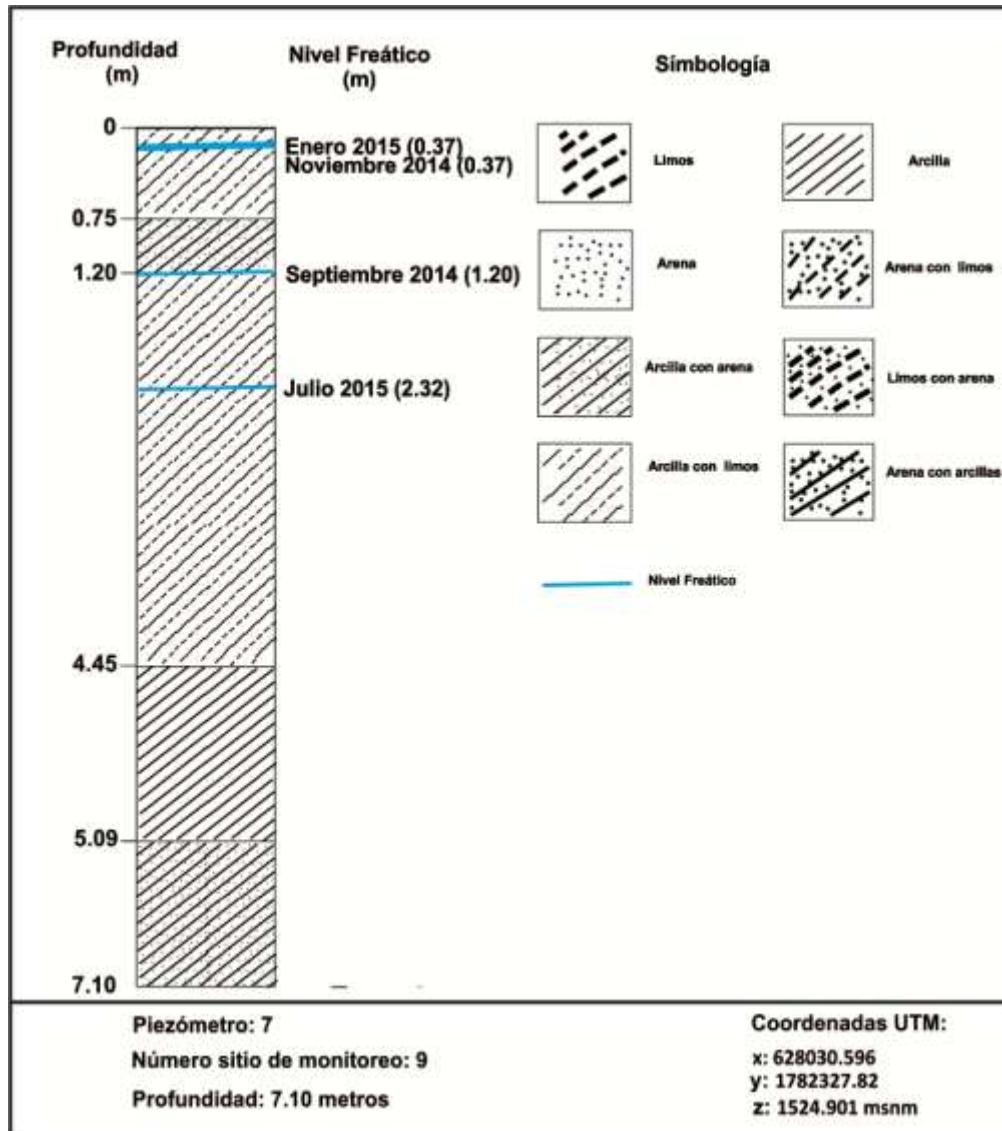 Profundidad
(m)
Nivel Freático
(m)
Símbología
0
Enero 2015 (0.37)
Noviembre 2014 (0.37)
0.75
1.20
Septiembre 2014 (1.20)
Julio 2015 (2.32)
4.45
5.09
7.10
Limos
Arcilla
Arena
Arena con limos
Arcilla con arena
Limos con arena
Arcilla con limos
Arena con arcillas
Nivel Freático
Piezómetro: 7
Número sitio de monitoreo: 9
Profundidad: 7.10 metros
Coordenadas UTM:
x: 628030.596
y: 1782327.82
z: 1524.901 msnm